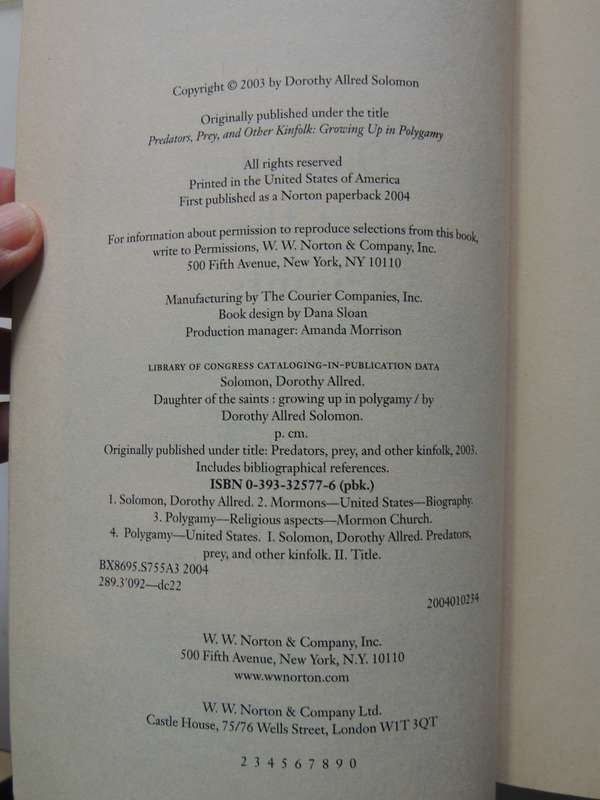 Copyright © 2003 by Dorothy Allred Solomon
Originally published under the title
Predators, Prey, and Other Kinfolk: Growing Up in Polygamy
All rights reserved
Printed in the United States of America
First published as a Norton paperback 2004
For information about permission to reproduce selections from this book,
write to Permissions, W. W. Norton & Company, Inc.
500 Fifth Avenue, New York, NY 10110
Manufacturing by The Courier Companies, Inc.
Book design by Dana Sloan
Production manager: Amanda Morrison
LIBRARY OF CONGRESS CATALOGING-IN-PUBLICATION DATA
Solomon, Dorothy Allred.
Daughter of the saints : growing up in polygamy / by
Dorothy Allred Solomon.
p. cm.
Originally published under title: Predators, prey, and other kinfolk, 2003.
Includes bibliographical references.
ISBN 0-393-32577-6 (pbk.)
1. Solomon, Dorothy Allred. 2. Mormons—United States—Biography.
3. Polygamy—Religious aspects—Mormon Church.
4. Polygamy—United States. I. Solomon, Dorothy Allred. Predators,
prey, and other kinfolk. II. Title.
BX8695.S755A3 2004
289.3'092—dc22
2004010234
W. W. Norton & Company, Inc.
500 Fifth Avenue, New York, N.Y. 10110
www.wwnorton.com
W. W. Norton & Company Ltd.
Castle House, 75/76 Wells Street, London W1T 3QT
2 3 4 5 6 7 8 9 0